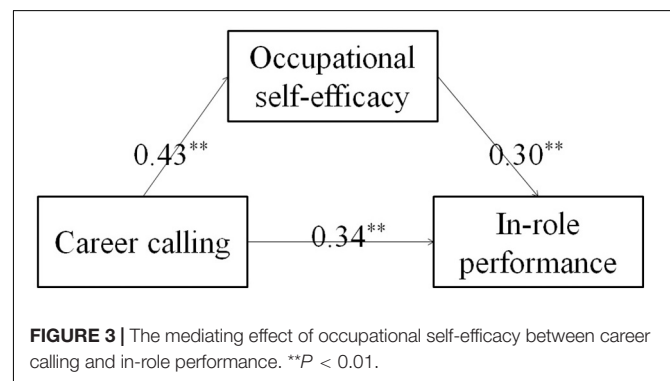 Occupational
self-efficacy
0.43**
0.30**
Career calling
0.34**
In-role
performance
FIGURE 3 | The mediating effect of occupational self-efficacy between career
calling and in-role performance. **P < 0.01.